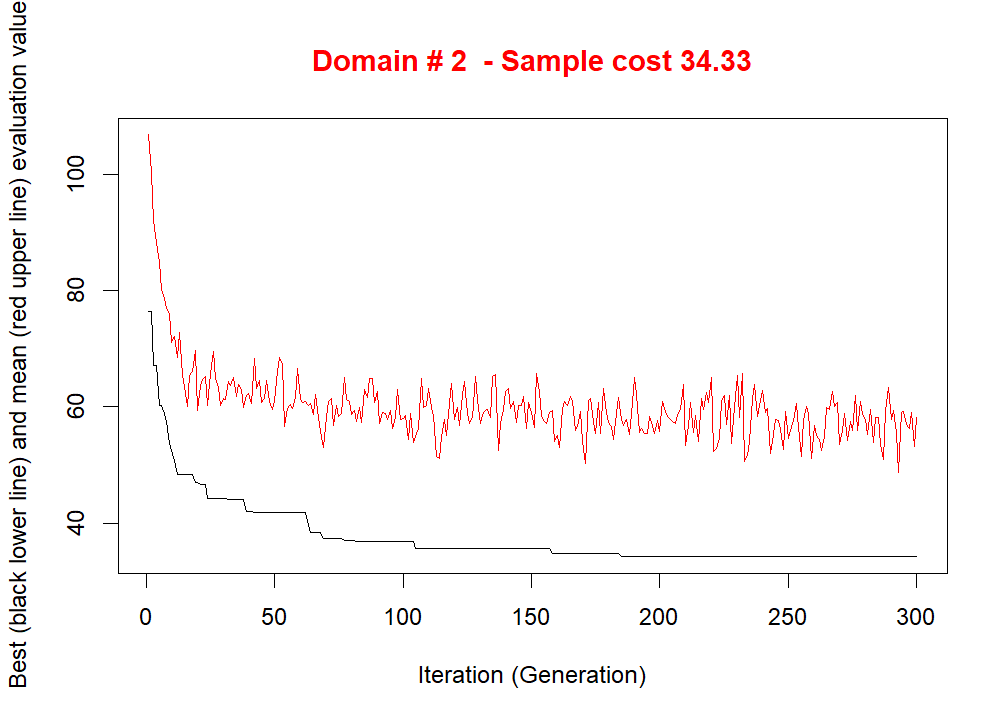 Domain # 2  - Sample cost 34.33
Best (black lower line) and mean (red upper line) evaluation value
100
80
60
40
0 50 100 150 200 250 300
Iteration (Generation)